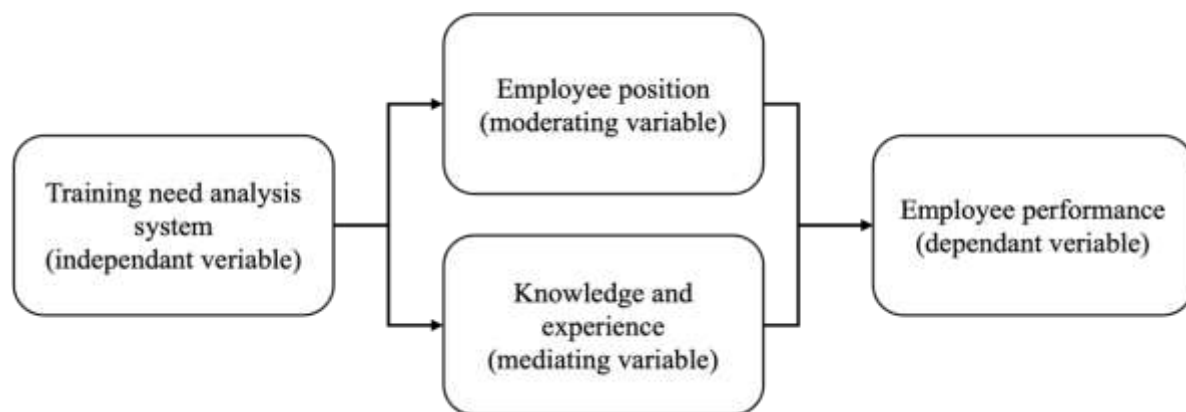 Training need analysis
system
(independant veriable)
Employee position
(moderating variable)
Knowledge and
experience
(mediating variable)
Employee performance
(dependant veriable)